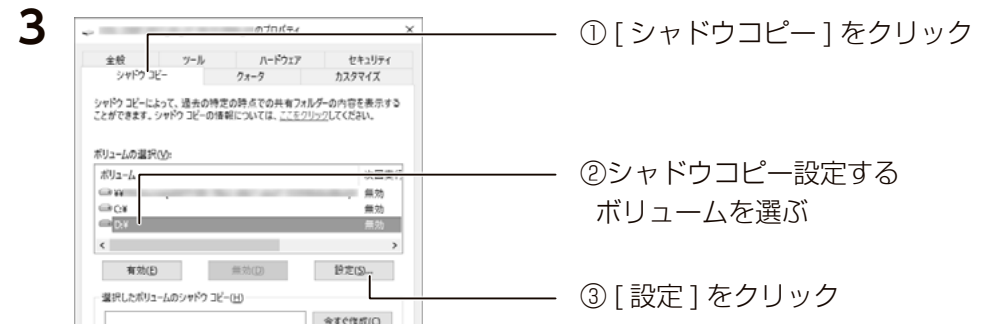 3
のプロパティ ×
全般 ツール ハードウェア セキュリティ
シャドウ コピー クォータ カスタマイズ
シャドウ コピーによって、過去の特定の時点での共有フォルダーの内容を表示する
ことができます。シャドウ コピーの情報については、ここをクリックしてください。
ボリュームの選択(V):
ボリューム 次回実行
無効
C:¥ 無効
D:¥ 無効
有効(E) 無効(D) 設定(S)...
選択したボリュームのシャドウ コピー(H)
今すぐ作成(C)
① [ シャドウコピー ] をクリック
②シャドウコピー設定する
ボリュームを選ぶ
③ [ 設定 ] をクリック